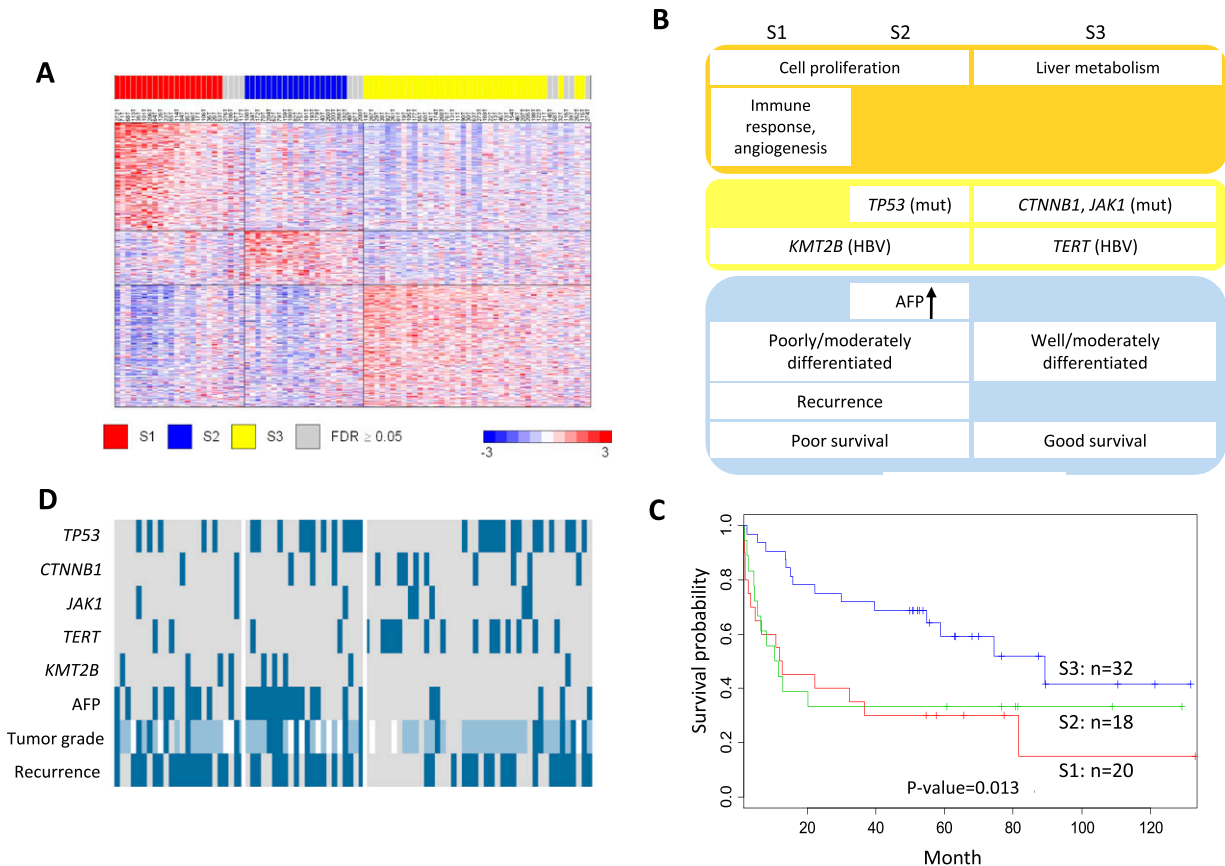 A
S1
S2
S3
FDR ≥ 0.05
-3
3
B
S1
S2
S3
Cell proliferation
Liver metabolism
Immune
response,
angiogenesis
TP53 (mut)
CTNNB1, JAK1 (mut)
KMT2B (HBV)
TERT (HBV)
AFP
Poorly/moderately
differentiated
Well/moderately
differentiated
Recurrence
Poor survival
Good survival
D
TP53
CTNNB1
JAK1
TERT
KMT2B
AFP
Tumor grade
Recurrence
C
Survival probability
1.0
0.8
0.6
0.4
0.2
0.0
S3: n=32
S2: n=18
S1: n=20
P-value=0.013
20
40
60
80
100
120
Month